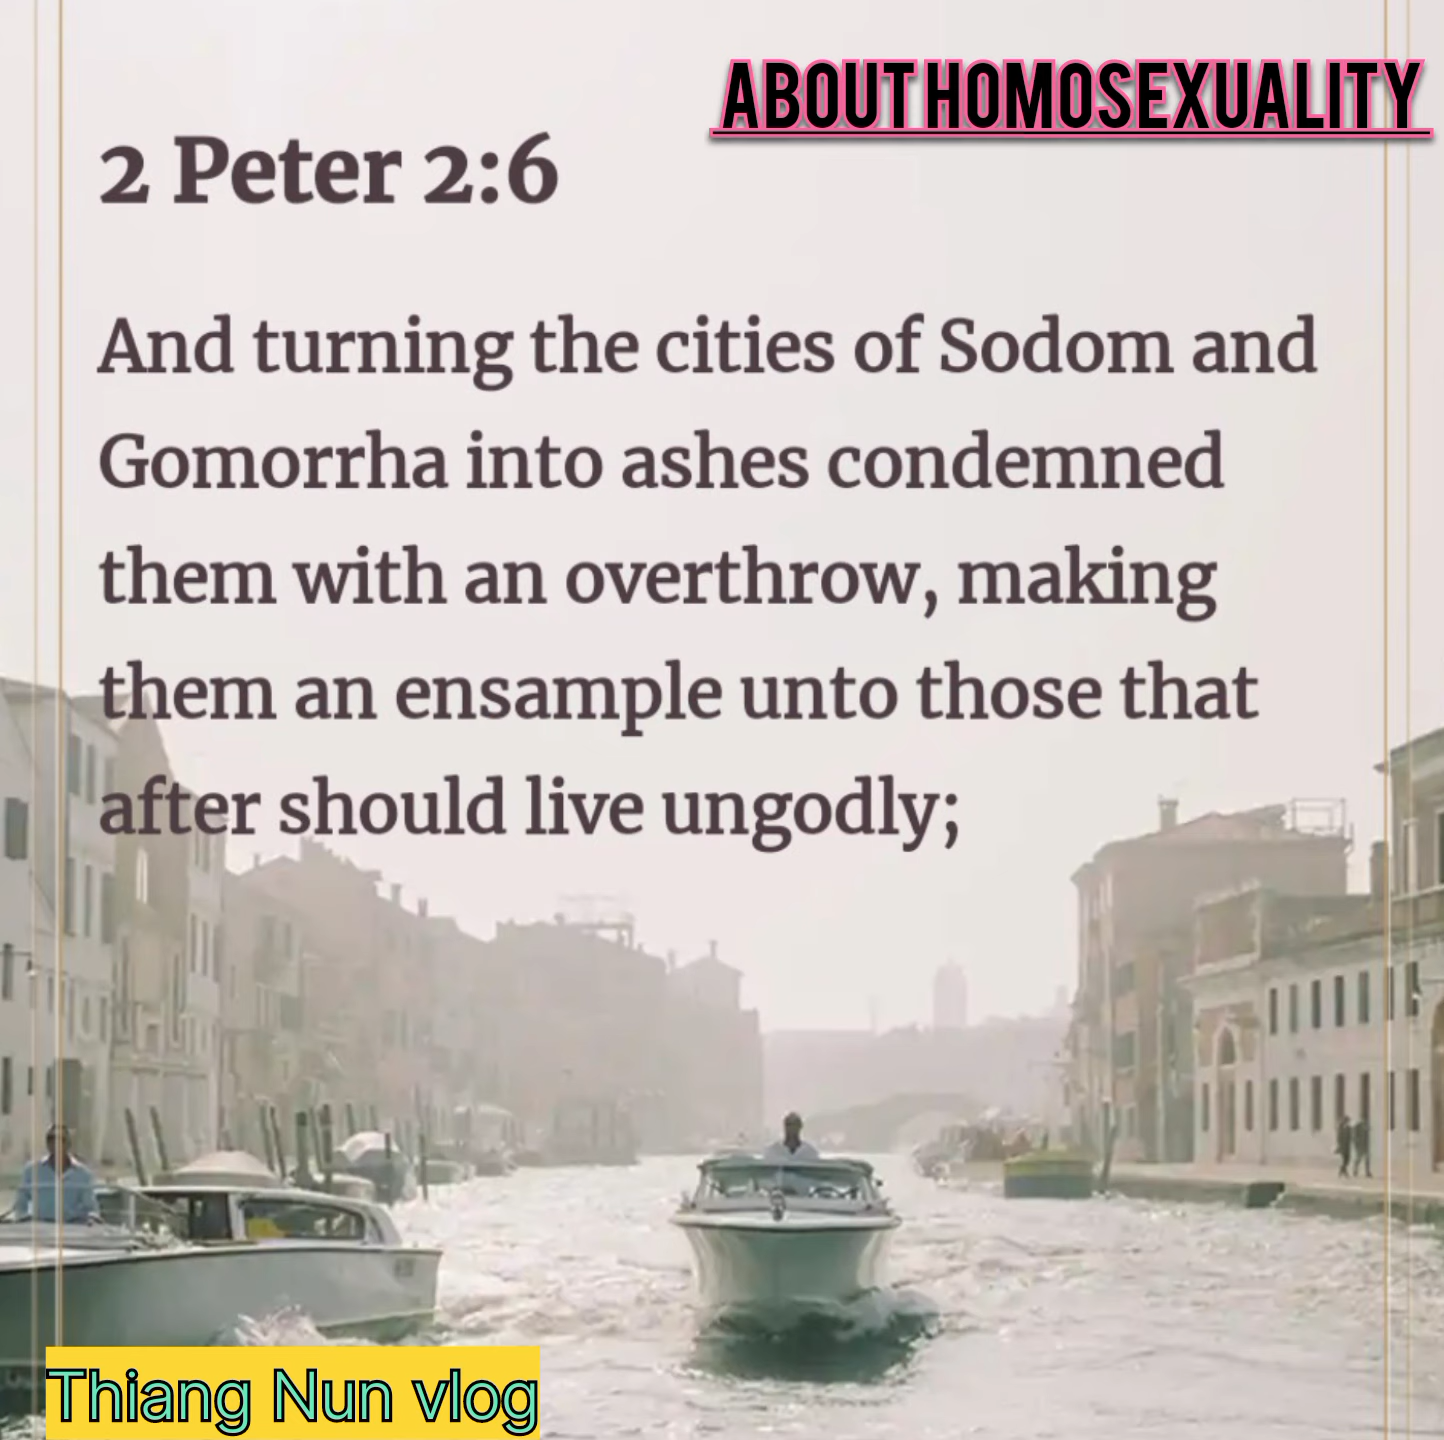 ABOUT HOMOSEXUALITY
2 Peter 2:6
And turning the cities of Sodom and
Gomorrha into ashes condemned
them with an overthrow, making
them an ensample unto those that
after should live ungodly;
Thiang Nun vlog